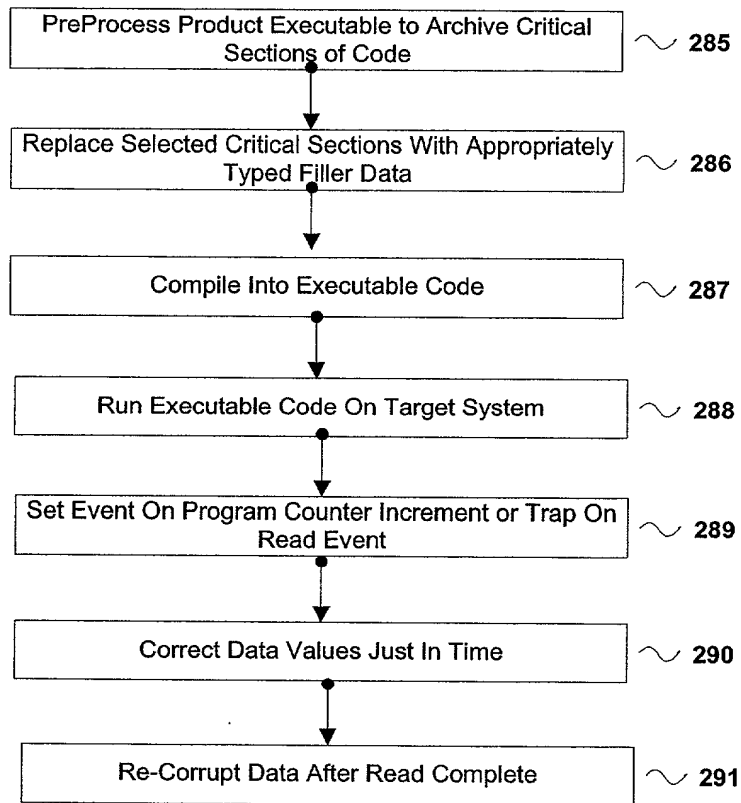 PreProcess Product Executable to Archive Critical
Sections of Code
285
Replace Selected Critical Sections With Appropriately
Typed Filler Data
286
Compile Into Executable Code
287
Run Executable Code On Target System
288
Set Event On Program Counter Increment or Trap On
Read Event
289
Correct Data Values Just In Time
290
Re-Corrupt Data After Read Complete
291